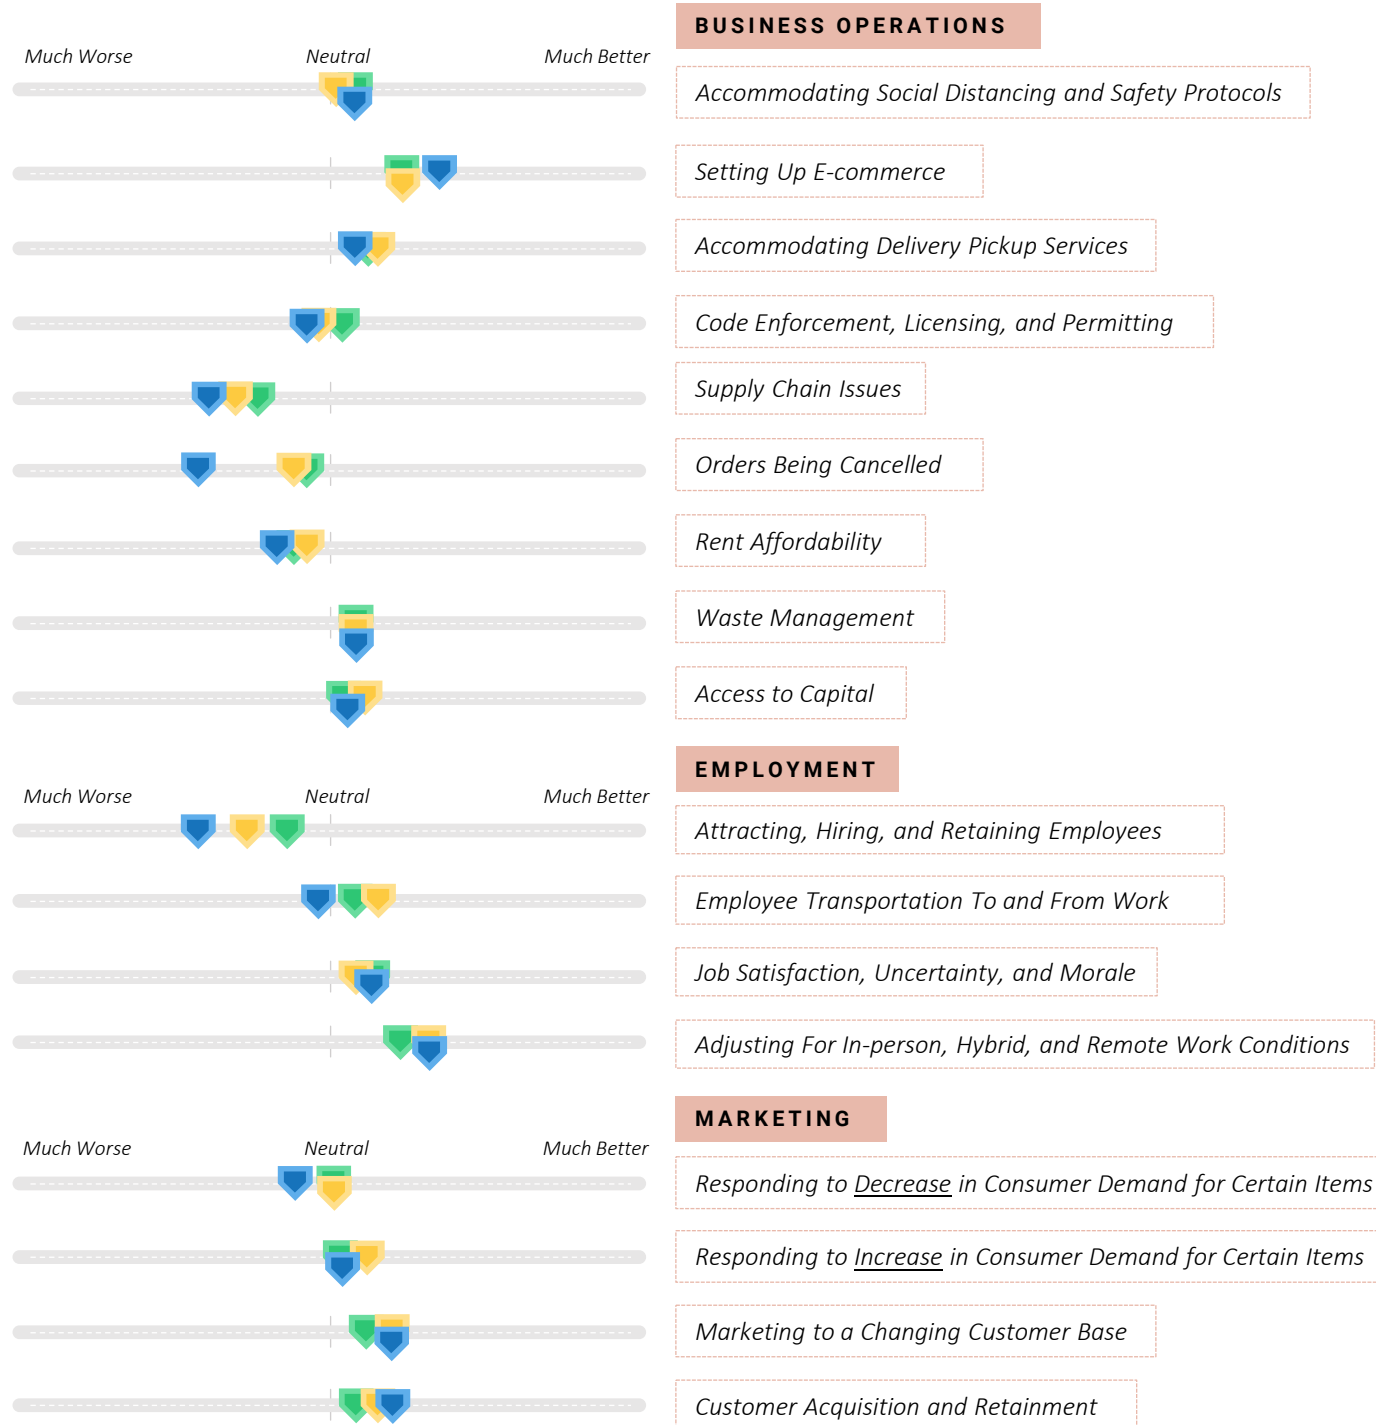 BUSINESS OPERATIONS
Much Worse Neutral Much Better
Accommodating Social Distancing and Safety Protocols
Setting Up E-commerce
Accommodating Delivery Pickup Services
Code Enforcement, Licensing, and Permitting
Supply Chain Issues
Orders Being Cancelled
Rent Affordability
Waste Management
Access to Capital
EMPLOYMENT
Much Worse Neutral Much Better
Attracting, Hiring, and Retaining Employees
Employee Transportation To and From Work
Job Satisfaction, Uncertainty, and Morale
Adjusting For In-person, Hybrid, and Remote Work Conditions
MARKETING
Much Worse Neutral Much Better
Responding to Decrease in Consumer Demand for Certain Items
Responding to Increase in Consumer Demand for Certain Items
Marketing to a Changing Customer Base
Customer Acquisition and Retainment